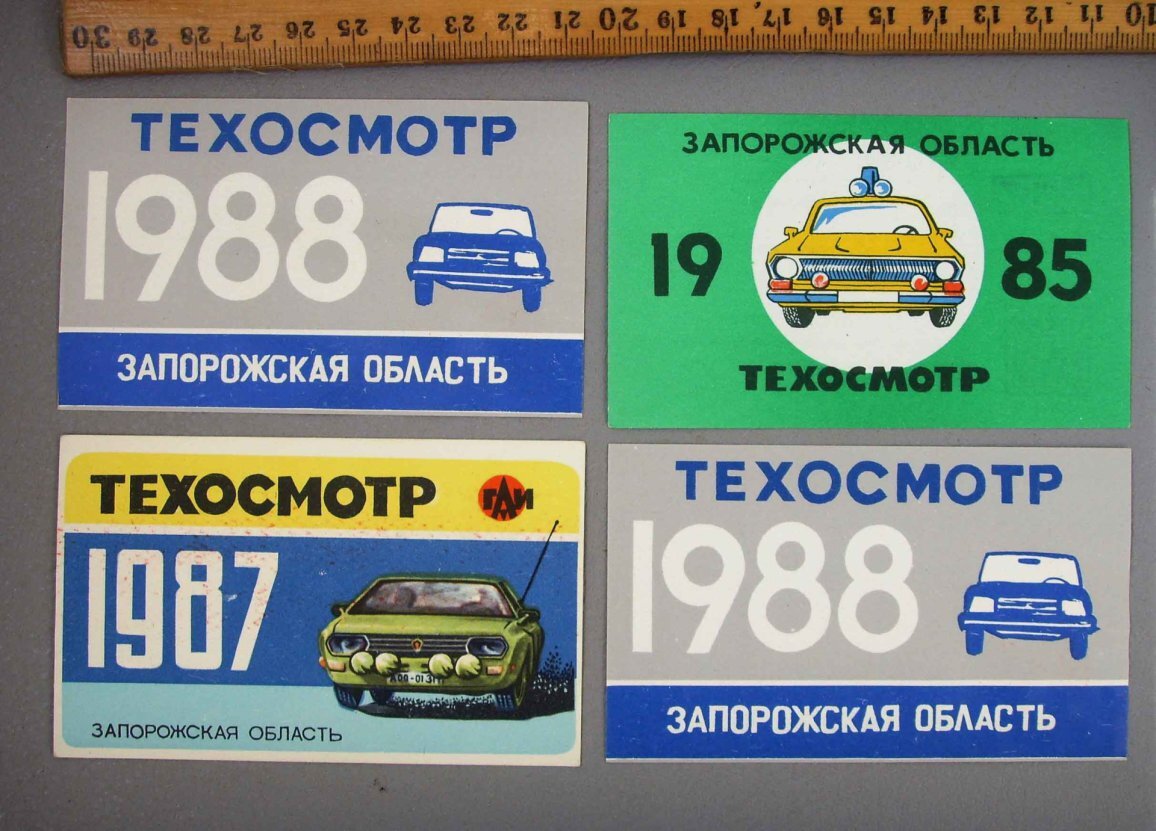 30 29 28 27 26 25 24 23 22 21 20 19 18 17 16 15 14 13 12 11 10
ТЕХОСМОТР
1988
ЗАПОРОЖСКАЯ ОБЛАСТЬ
ЗАПОРОЖСКАЯ ОБЛАСТЬ
19 85
ТЕХОСМОТР
ТЕХОСМОТР ГАИ
1987
ЗАПОРОЖСКАЯ ОБЛАСТЬ
ТЕХОСМОТР
1988
ЗАПОРОЖСКАЯ ОБЛАСТЬ